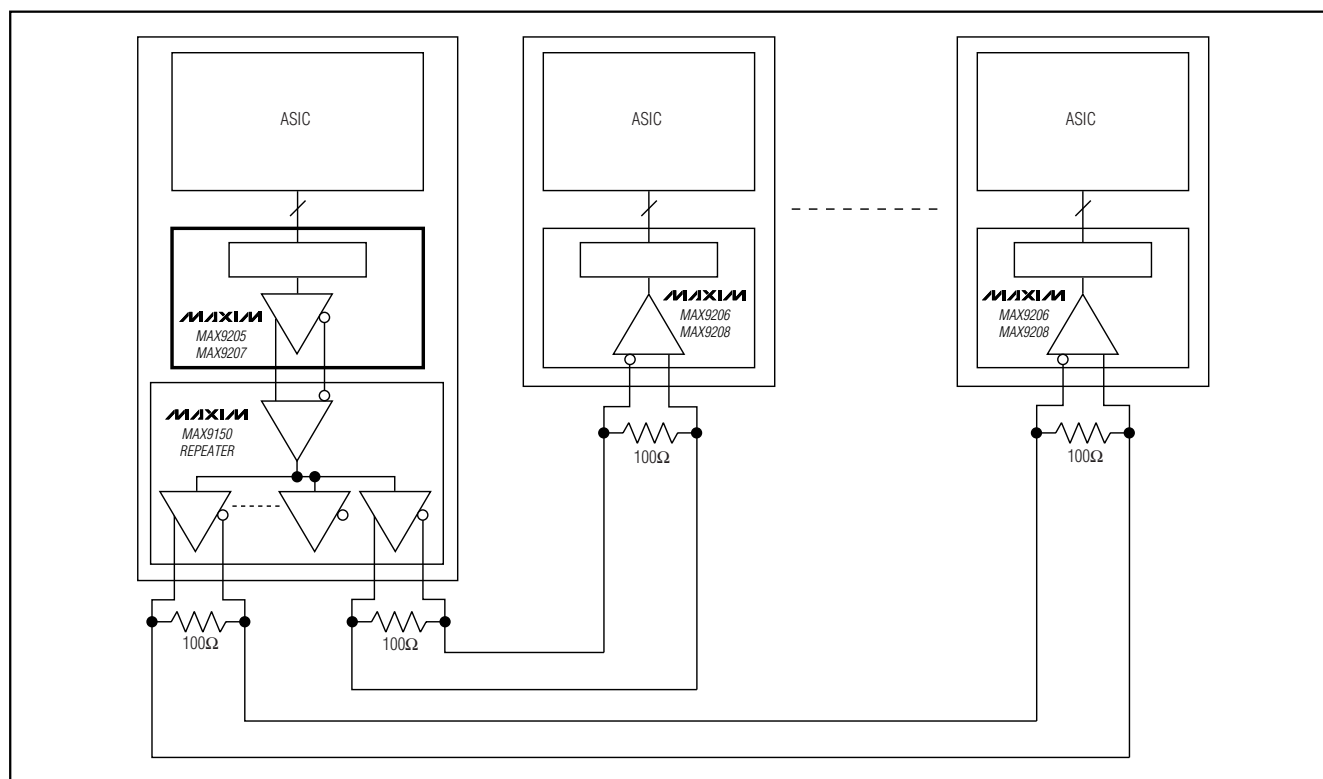 ASIC
ASIC
ASIC
MAXIM
MAX9205
MAX9207
MAXIM
MAX9206
MAX9208
MAXIM
MAX9206
MAX9208
MAXIM
MAX9150
REPEATER
100Ω
100Ω
100Ω
100Ω